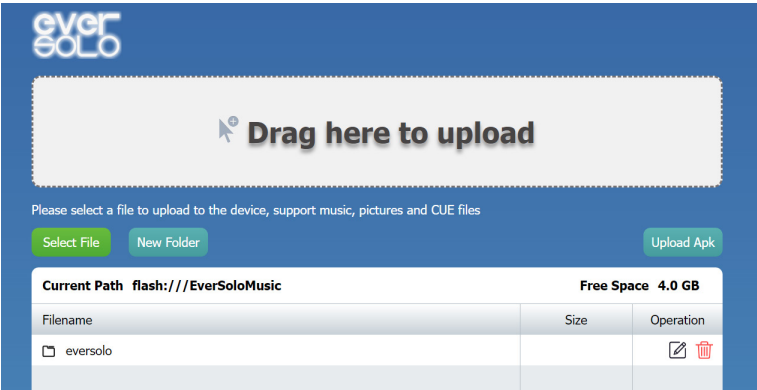 ever
SOLO
Drag here to upload
Please select a file to upload to the device, support music, pictures and CUE files
Select File New Folder Upload Apk
Current Path flash:///EverSoloMusic Free Space 4.0 GB
Filename Size Operation
eversolo